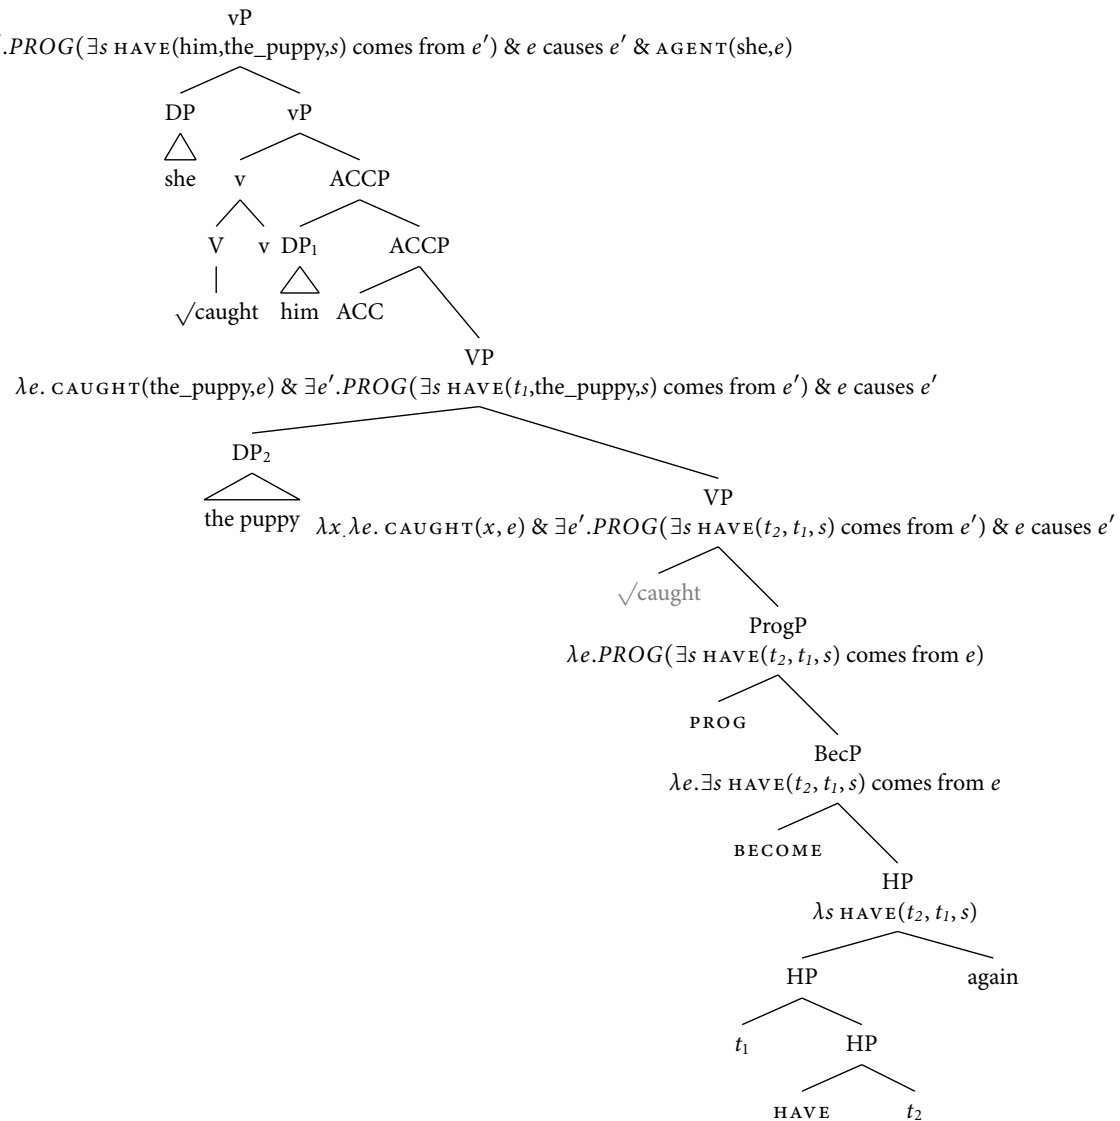 vP
′.PROG(∃s HAVE(him,the_puppy,s) comes from e′) & e causes e′ & AGENT(she,e)
DP vP
she v ACCP
V v DP₁ ACCP
√caught him ACC
VP
λe. CAUGHT(the_puppy,e) & ∃e′.PROG(∃s HAVE(t₁,the_puppy,s) comes from e′) & e causes e′
DP₂
VP
the puppy λx.λe. CAUGHT(x, e) & ∃e′.PROG(∃s HAVE(t₂, t₁, s) comes from e′) & e causes e′
√caught
ProgP
λe.PROG(∃s HAVE(t₂, t₁, s) comes from e)
PROG
BecP
λe.∃s HAVE(t₂, t₁, s) comes from e
BECOME
HP
λs HAVE(t₂, t₁, s)
HP again
t₁ HP
HAVE t₂